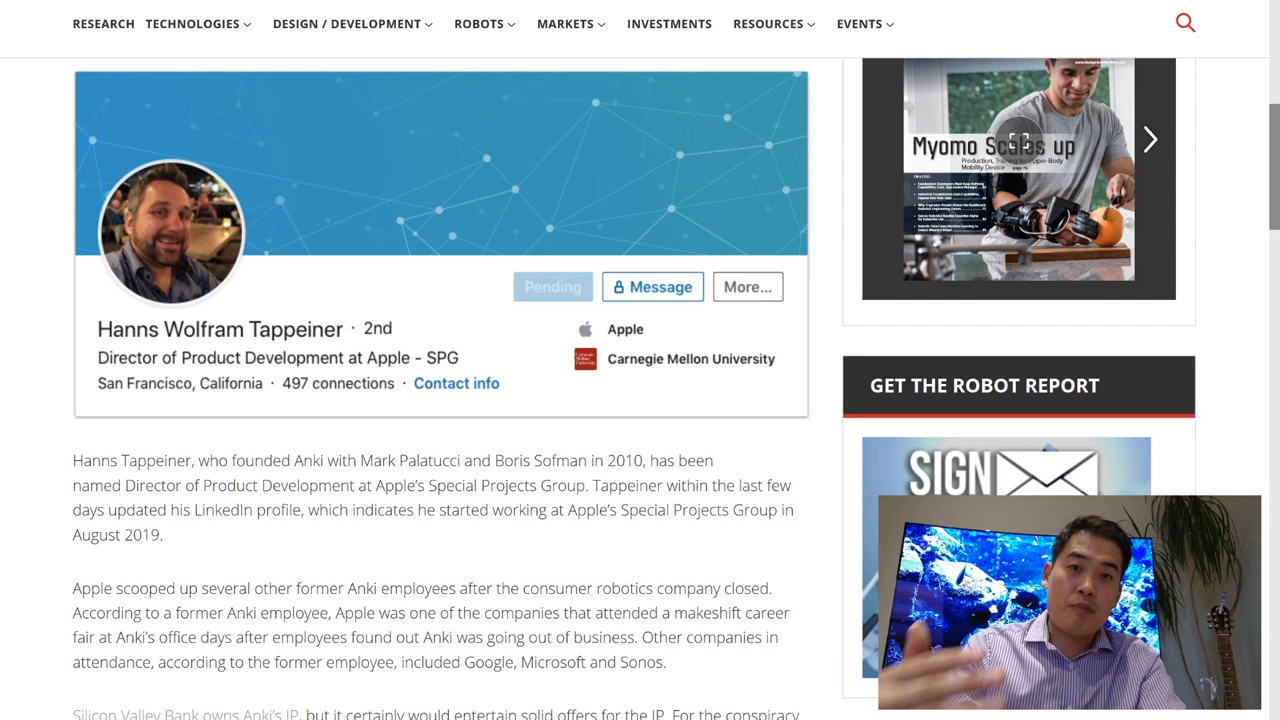 RESEARCH TECHNOLOGIES DESIGN / DEVELOPMENT ROBOTS MARKETS INVESTMENTS RESOURCES EVENTS
Pending
Message
More...
Hanns Wolfram Tappeiner · 2nd
Director of Product Development at Apple - SPG
San Francisco, California · 497 connections · Contact info
Apple
Carnegie Mellon University
Hanns Tappeiner, who founded Anki with Mark Palatucci and Boris Sofman in 2010, has been
named Director of Product Development at Apple’s Special Projects Group. Tappeiner within the last few
days updated his LinkedIn profile, which indicates he started working at Apple’s Special Projects Group in
August 2019.
Apple scooped up several other former Anki employees after the consumer robotics company closed.
According to a former Anki employee, Apple was one of the companies that attended a makeshift career
fair at Anki’s office days after employees found out Anki was going out of business. Other companies in
attendance, according to the former employee, included Google, Microsoft and Sonos.
Silicon Valley Bank owns Anki’s IP, but it certainly would entertain solid offers for the IP. For the conspiracy
Myomo Scales up
Mobility Device page 76
INSIDE:
GET THE ROBOT REPORT
SIGN